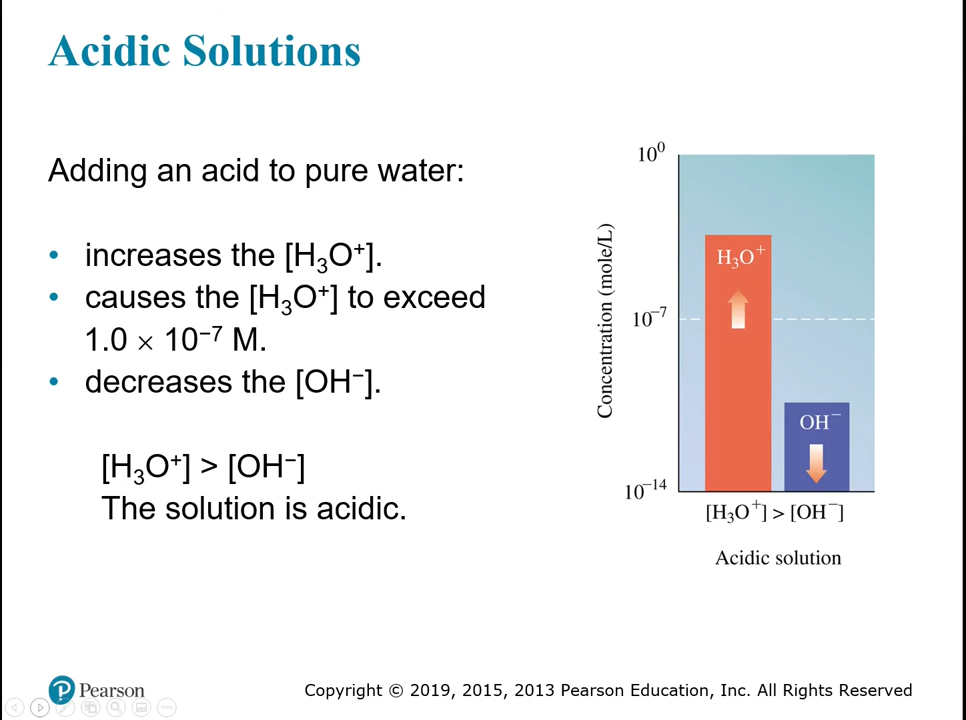 Acidic Solutions
Adding an acid to pure water:
• increases the [H₃O⁺].
• causes the [H₃O⁺] to exceed
1.0 × 10⁻⁷ M.
• decreases the [OH⁻].
[H₃O⁺] > [OH⁻]
The solution is acidic.
Concentration (mole/L)
10⁰
10⁻⁷
10⁻¹⁴
H₃O⁺
OH⁻
[H₃O⁺] > [OH⁻]
Acidic solution
Pearson
Copyright © 2019, 2015, 2013 Pearson Education, Inc. All Rights Reserved